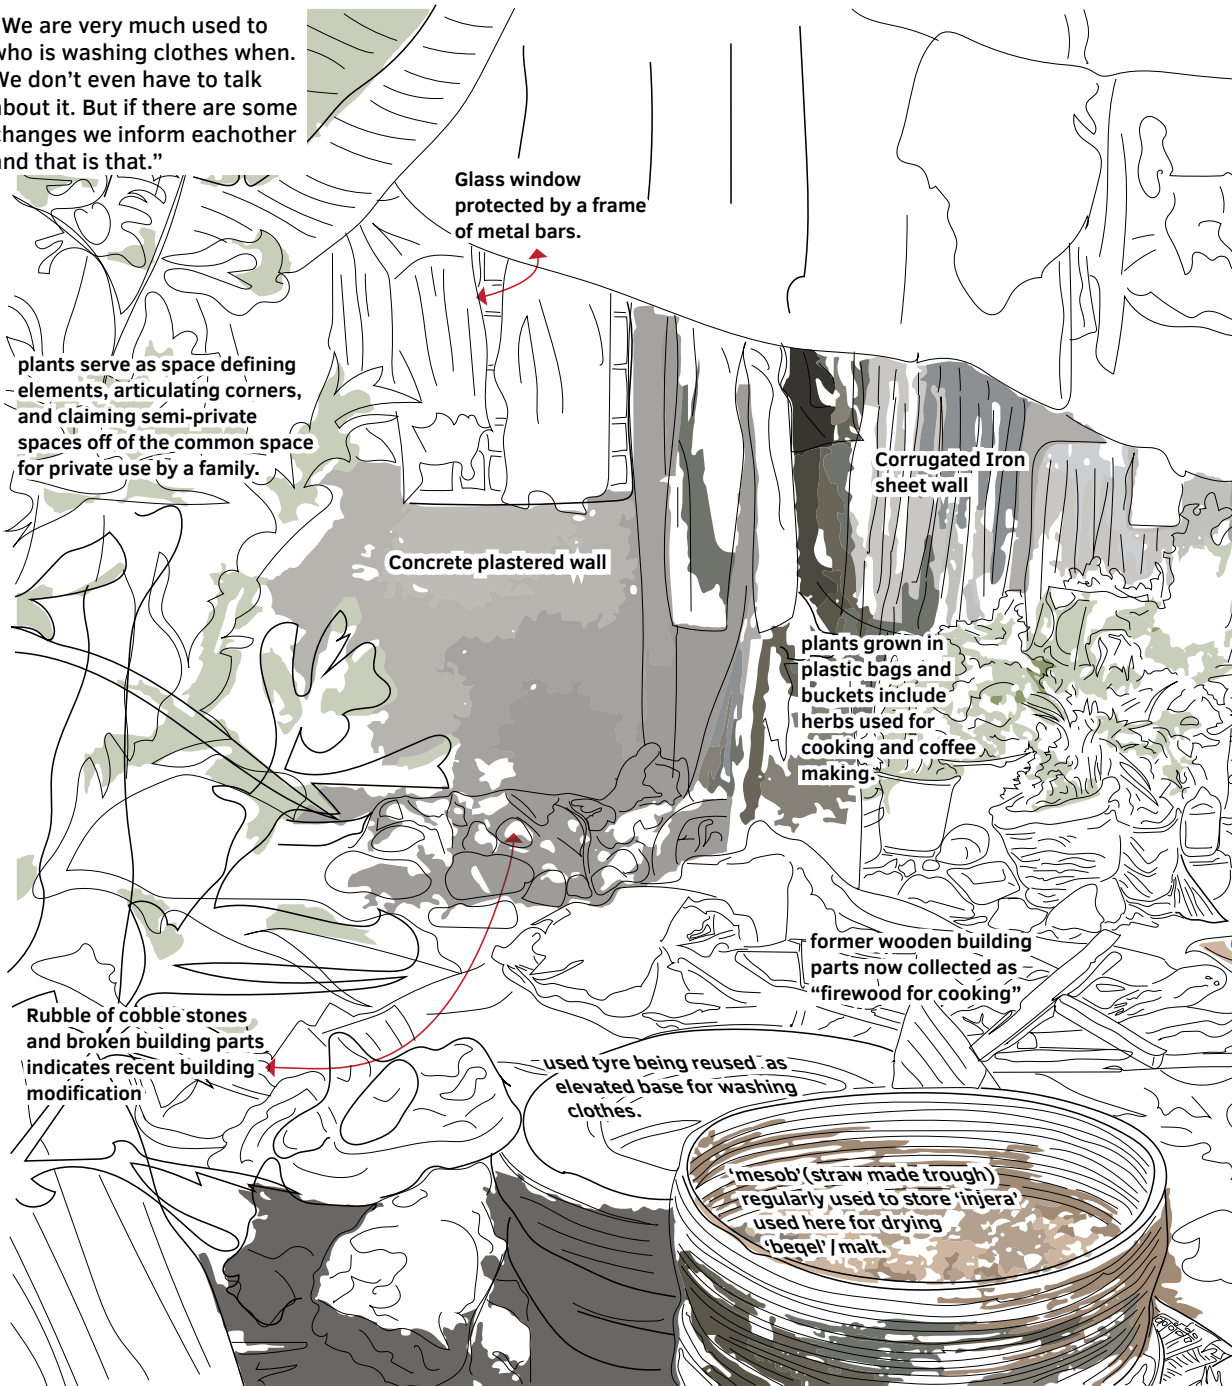 “We are very much used to
who is washing clothes when.
We don’t even have to talk
about it. But if there are some
changes we inform eachother
and that is that.”
Glass window
protected by a frame
of metal bars.
plants serve as space defining
elements, articulating corners,
and claiming semi-private
spaces off of the common space
for private use by a family.
Corrugated Iron
sheet wall
Concrete plastered wall
plants grown in
plastic bags and
buckets include
herbs used for
cooking and coffee
making.
former wooden building
parts now collected as
“firewood for cooking”
Rubble of cobble stones
and broken building parts
indicates recent building
modification
used tyre being reused as
elevated base for washing
clothes.
‘mesob’ (straw made trough)
regularly used to store ‘injera’
used here for drying
‘beqel’ / malt.